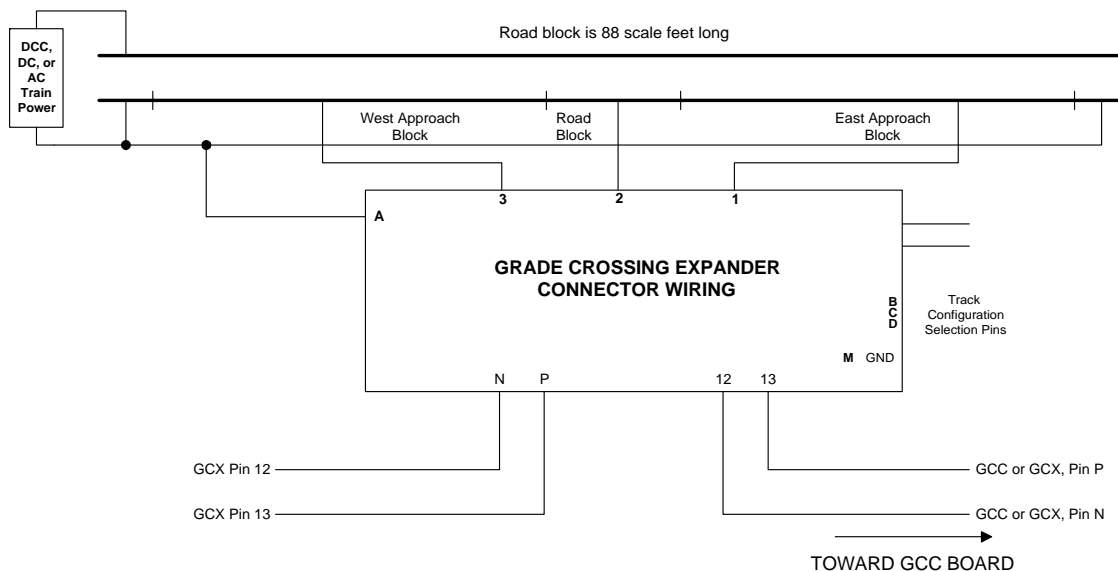 DCC,
DC, or
AC
Train
Power
Road block is 88 scale feet long
West Approach
Block
Road
Block
East Approach
Block
3
2
1
A
GRADE CROSSING EXPANDER
CONNECTOR WIRING
B
C
D
Track
Configuration
Selection Pins
M GND
N P 12 13
GCX Pin 12
GCC or GCX, Pin P
GCX Pin 13
GCC or GCX, Pin N
TOWARD GCC BOARD